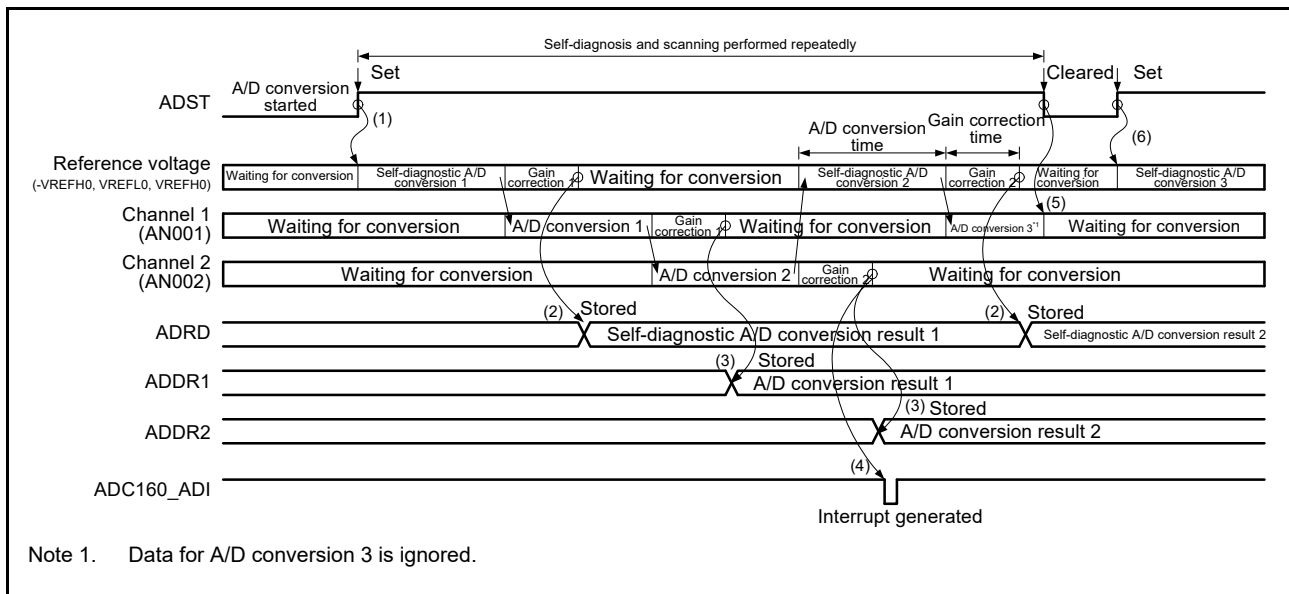 Self-diagnosis and scanning performed repeatedly
Set
Cleared
Set
ADST
A/D conversion
started
(1)
A/D conversion
time
Gain correction
time
(6)
Reference voltage
(-VREFH0, VREFL0, VREFH0)
Waiting for conversion
Self-diagnostic A/D
conversion 1
Gain
correction 1
Waiting for conversion
Self-diagnostic A/D
conversion 2
Gain
correction 2
Waiting for
conversion
Self-diagnostic A/D
conversion 3
(5)
Channel 1
(AN001)
Waiting for conversion
A/D conversion 1
Gain
correction 1
Waiting for conversion
A/D conversion 3*1
Waiting for conversion
Channel 2
(AN002)
Waiting for conversion
A/D conversion 2
Gain
correction 2
Waiting for conversion
ADRD
(2)
Stored
Self-diagnostic A/D conversion result 1
(2)
Stored
Self-diagnostic A/D conversion result 2
ADDR1
(3)
Stored
A/D conversion result 1
ADDR2
(3) Stored
A/D conversion result 2
ADC160_ADI
(4)
Interrupt generated
Note 1. Data for A/D conversion 3 is ignored.